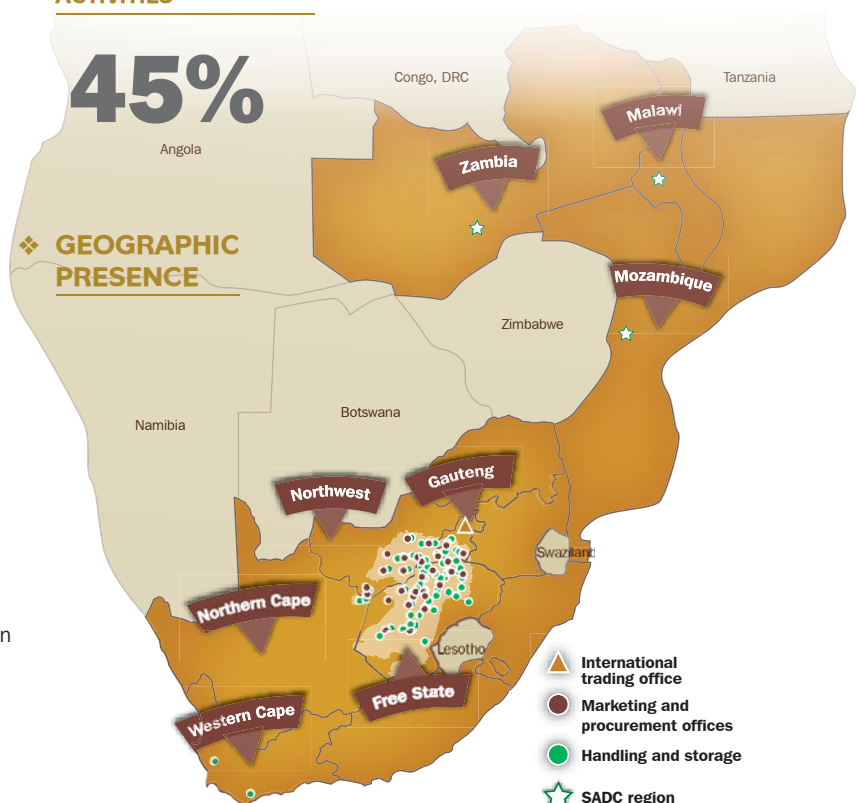 ACTIVITIES
45%
Congo, DRC
Tanzania
Malawi
Angola
Zambia
❖ GEOGRAPHIC
PRESENCE
Mozambique
Zimbabwe
Botswana
Namibia
Gauteng
Northwest
Swaziland
Northern Cape
n
Lesotho
International
trading office
Free State
Marketing and
procurement offices
Western Cape
Handling and storage
SADC region